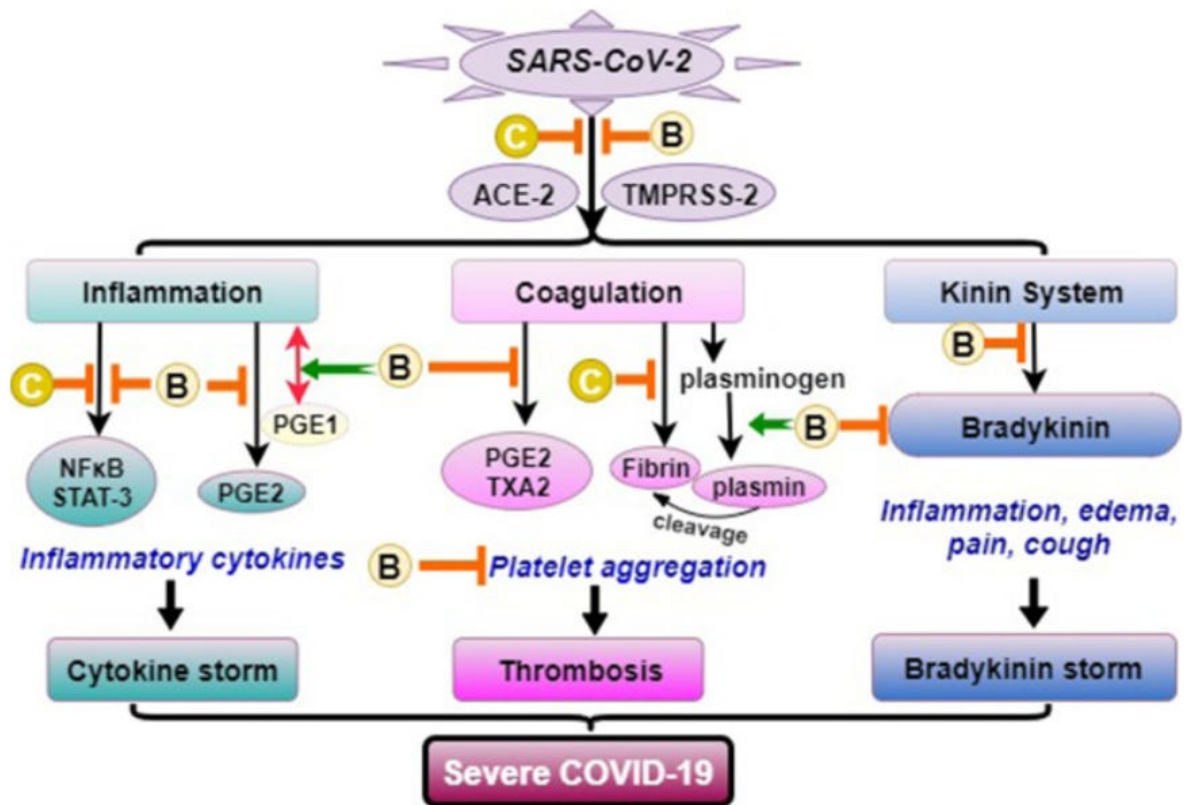 SARS-CoV-2
C
B
ACE-2
TMPRSS-2
Inflammation
Coagulation
Kinin System
B
C
B
B
C
plasminogen
PGE1
B
Bradykinin
NFκB
STAT-3
PGE2
PGE2
TXA2
Fibrin
plasmin
cleavage
Inflammation, edema,
pain, cough
Inflammatory cytokines
B
Platelet aggregation
Cytokine storm
Thrombosis
Bradykinin storm
Severe COVID-19